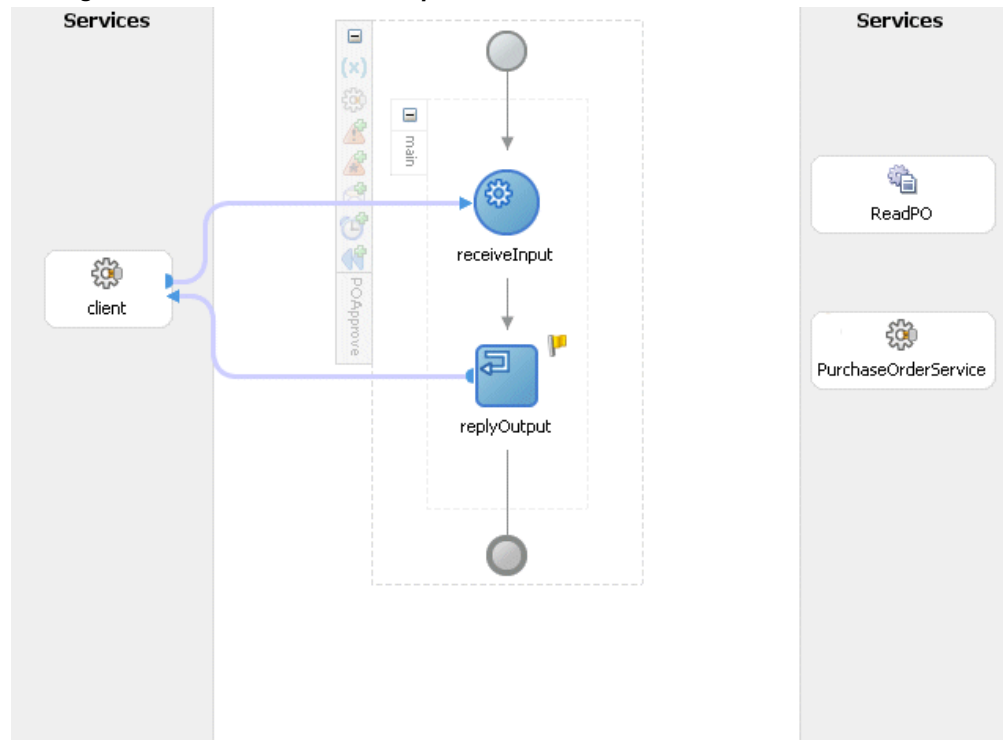 Services
Services
(x)
main
POApprove
receiveInput
client
replyOutput
ReadPO
PurchaseOrderService